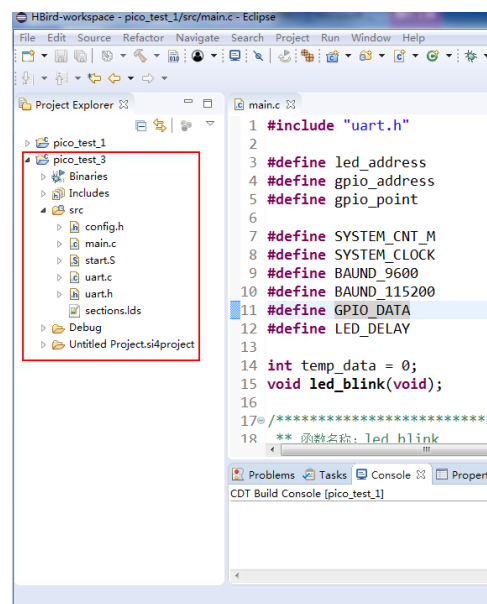 HBird-workspace - pico_test_1/src/main.c - Eclipse
File Edit Source Refactor Navigate Search Project Run Window Help
Project Explorer
pico_test_1
pico_test_3
Binaries
Includes
src
config.h
main.c
start.S
uart.c
uart.h
sections.lds
Debug
Untitled Project.si4project
main.c
1 #include "uart.h"
2
3 #define led_address
4 #define gpio_address
5 #define gpio_point
6
7 #define SYSTEM_CNT_M
8 #define SYSTEM_CLOCK
9 #define BAUND_9600
10 #define BAUND_115200
11 #define GPIO_DATA
12 #define LED_DELAY
13
14 int temp_data = 0;
15 void led_blink(void);
16
17 /*************************
18 ** 函数名称: led_blink
Problems Tasks Console Propert
CDT Build Console [pico_test_1]